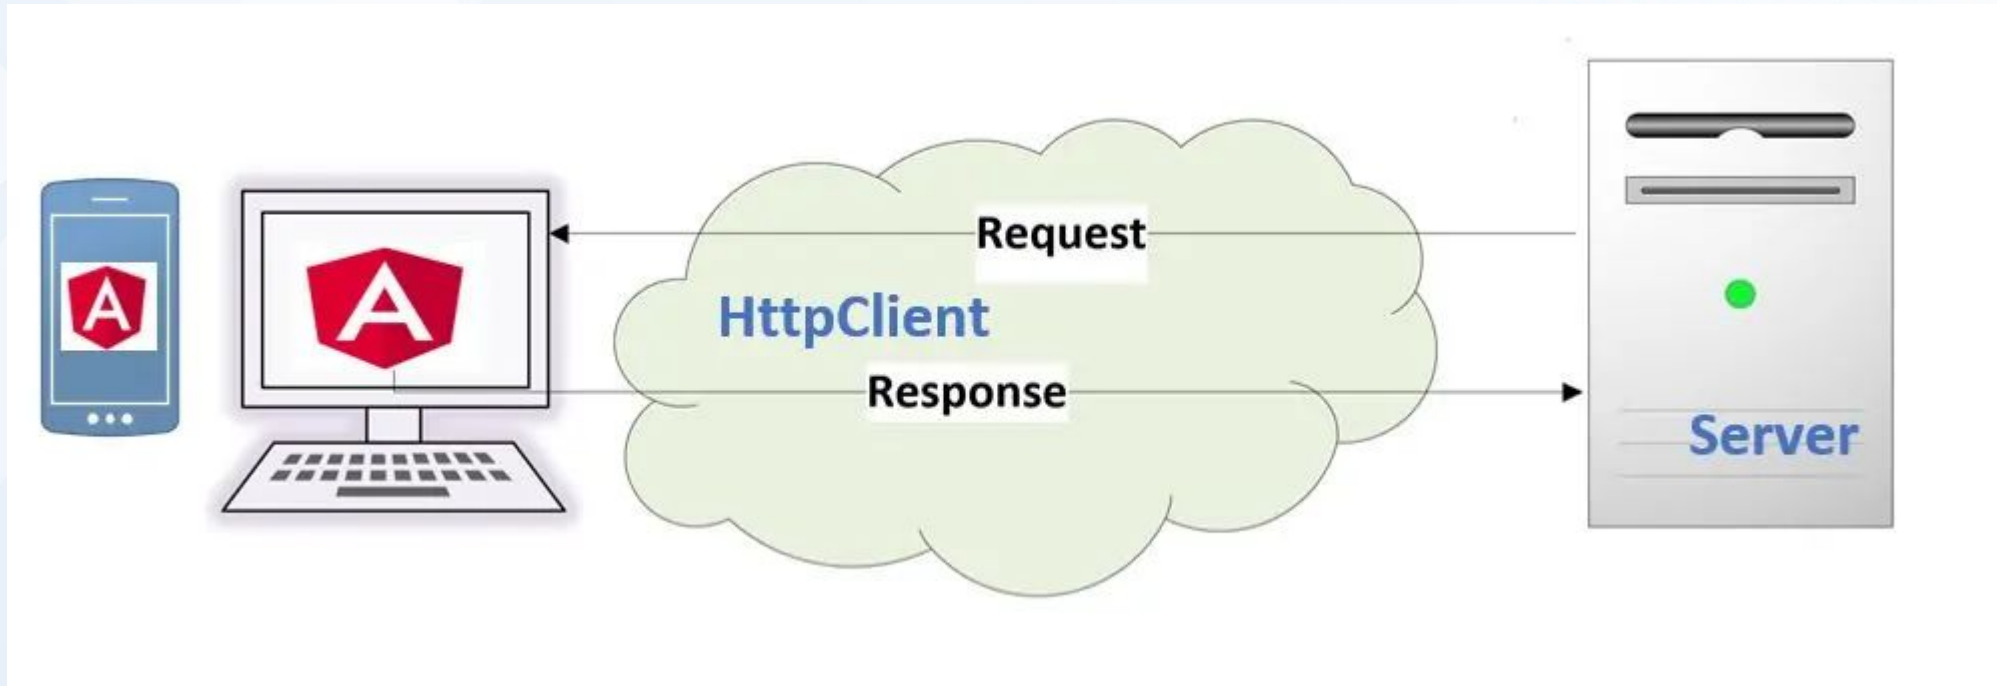 Request
HttpClient
Response
Server
A
A